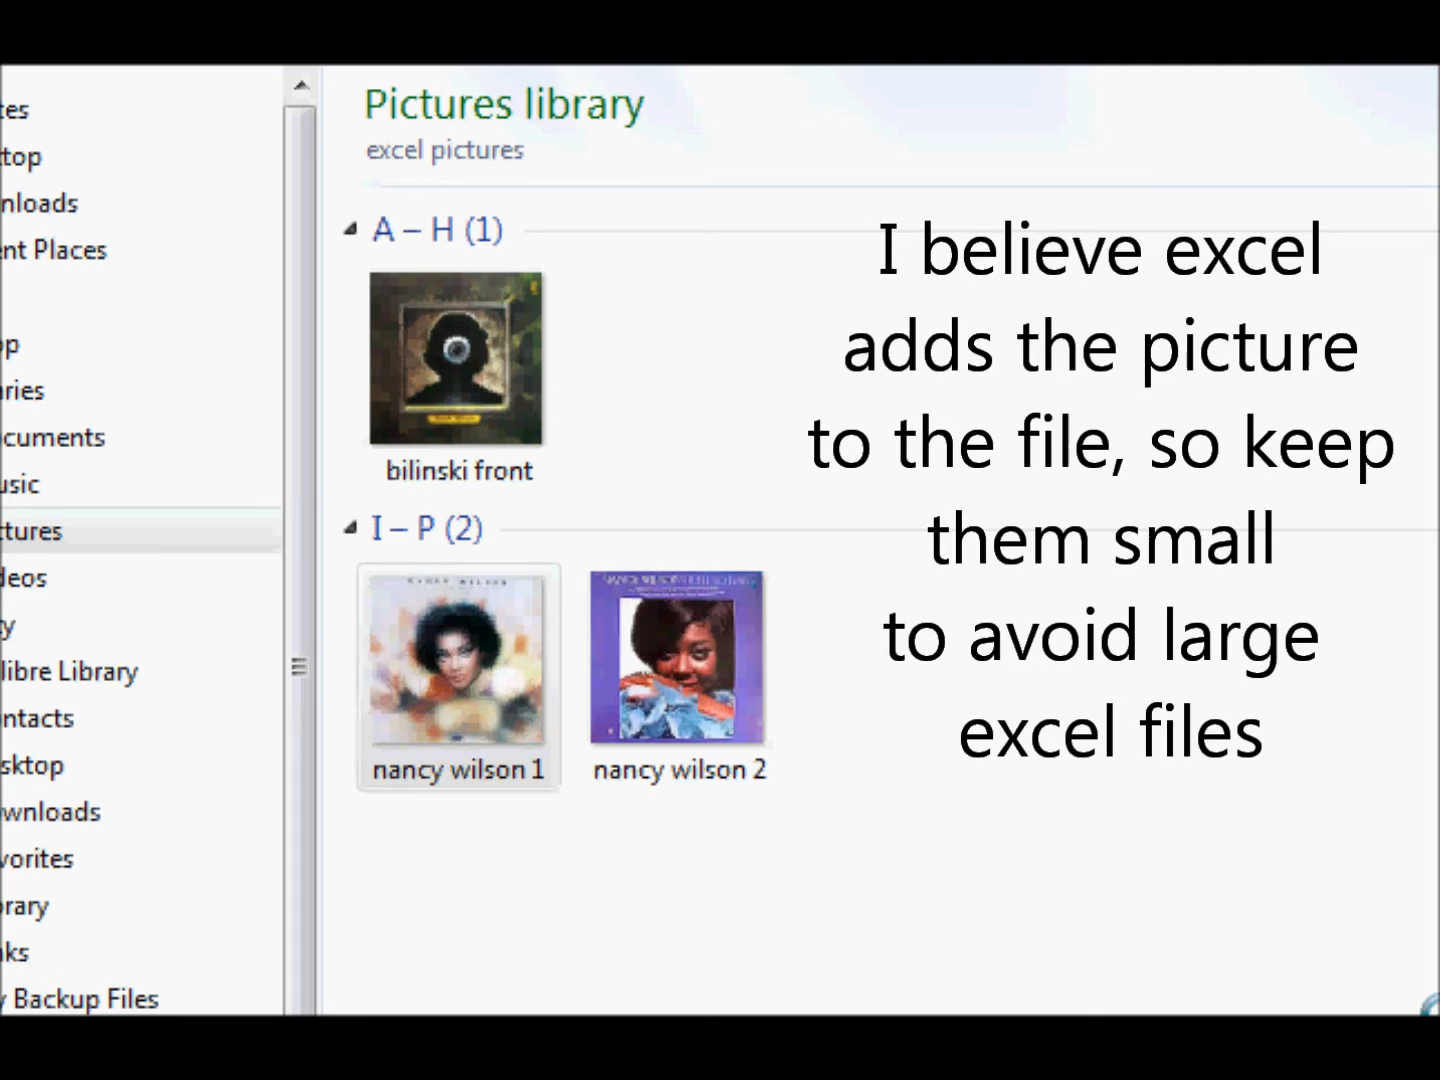 Pictures library
excel pictures
tes
top
nloads
nt Places
op
ries
cuments
usic
tures
deos
y
libre Library
ntacts
sktop
wnloads
vorites
rary
ks
Backup Files
A – H (1)
bilinski front
I – P (2)
nancy wilson 1
nancy wilson 2
I believe excel
adds the picture
to the file, so keep
them small
to avoid large
excel files